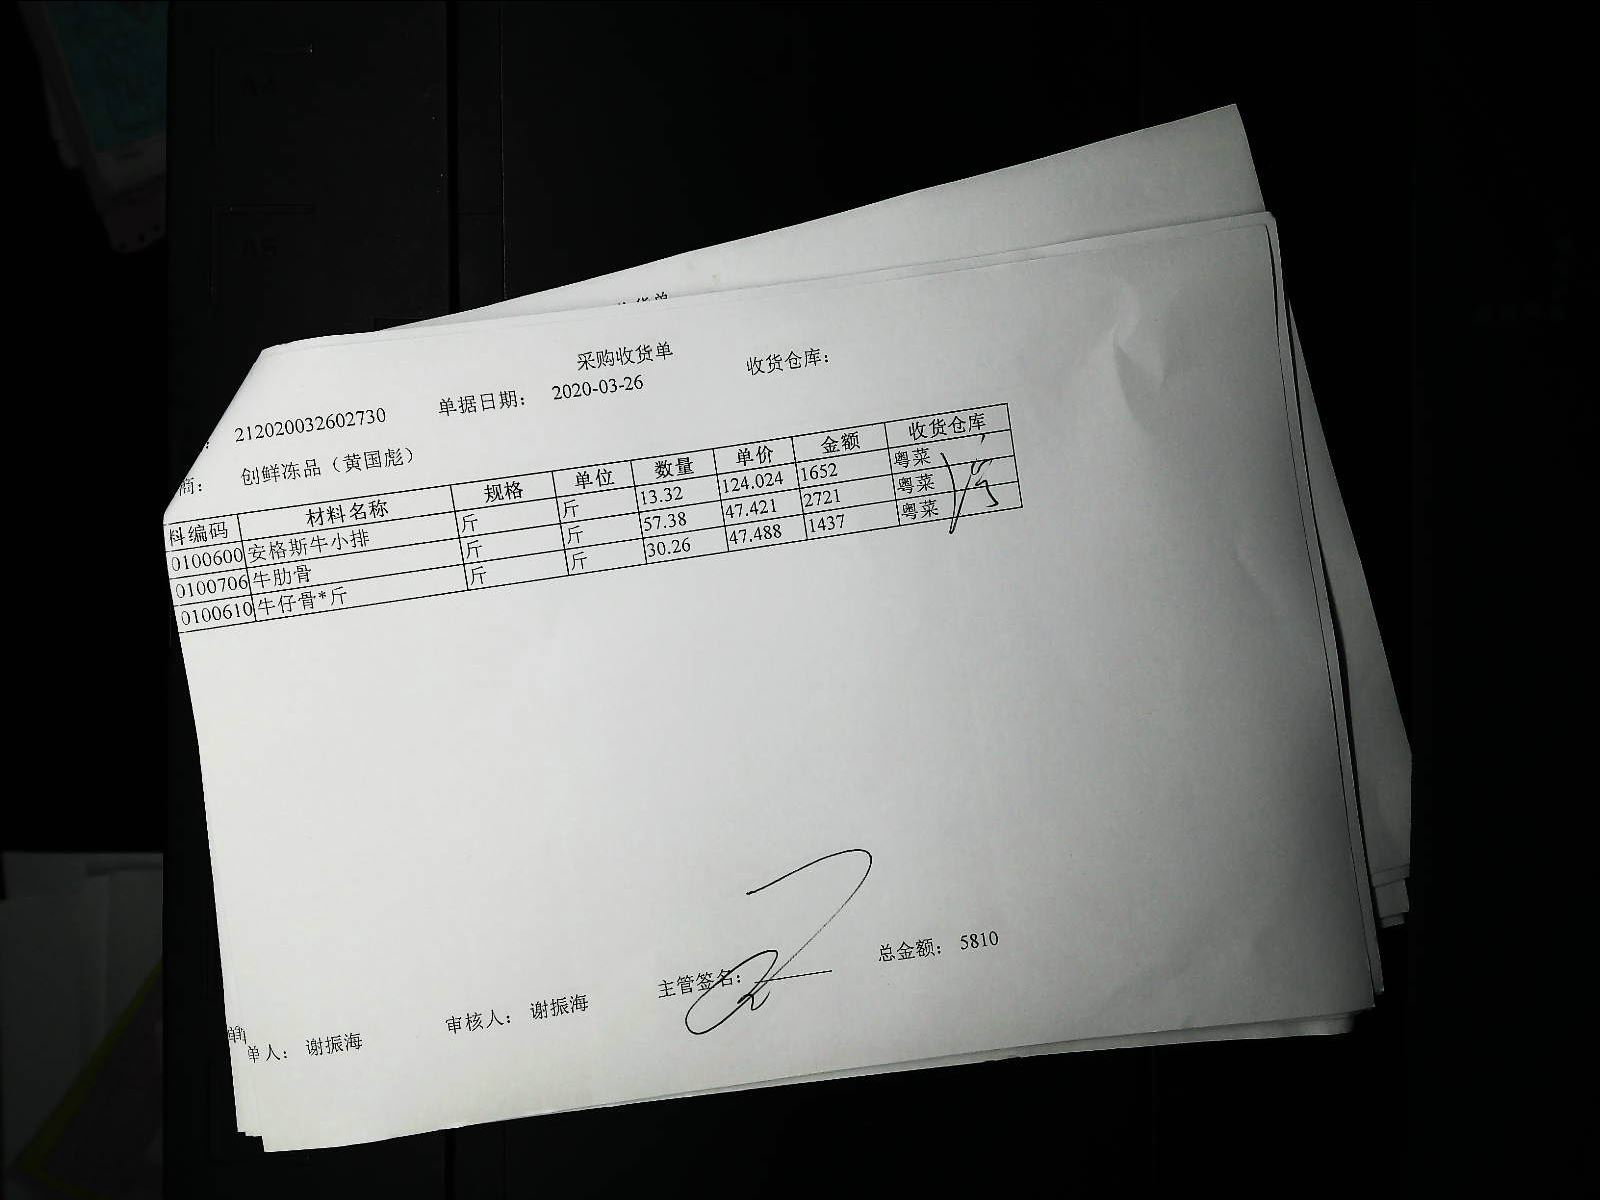 采购收货单
212020032602730 单据日期： 2020-03-26 收货仓库：
商： 创鲜冻品（黄国彪）
料编码 材料名称 规格 单位 数量 单价 金额 收货仓库
0100600 安格斯牛小排 斤 斤 13.32 124.024 1652 粤菜
0100706 牛肋骨 斤 斤 57.38 47.421 2721 粤菜
0100610 牛仔骨*斤 斤 斤 30.26 47.488 1437 粤菜
单人： 谢振海 审核人： 谢振海 主管签名： 总金额： 5810